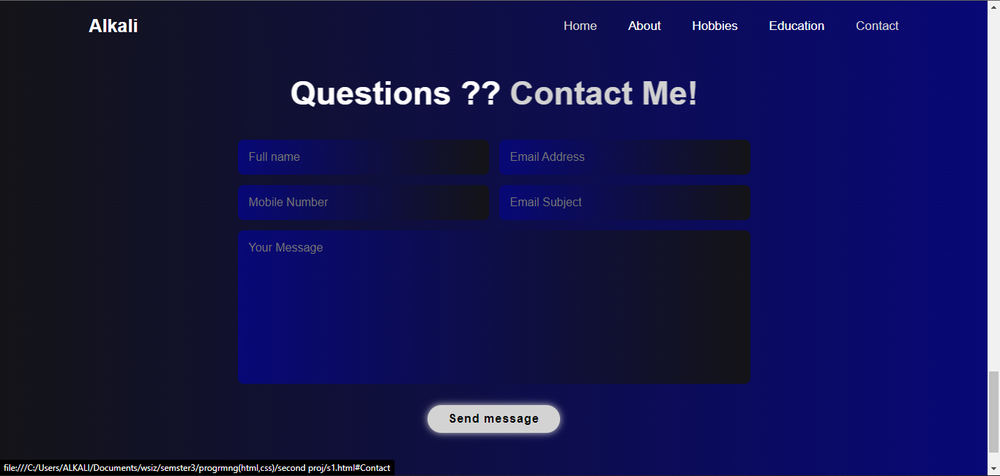 Alkali
Home About Hobbies Education Contact
Questions ?? Contact Me!
Full name Email Address
Mobile Number Email Subject
Your Message
Send message
file:///C:/Users/ALKALI/Documents/wsiz/semster3/progrmng(html,css)/second proj/s1.html#Contact